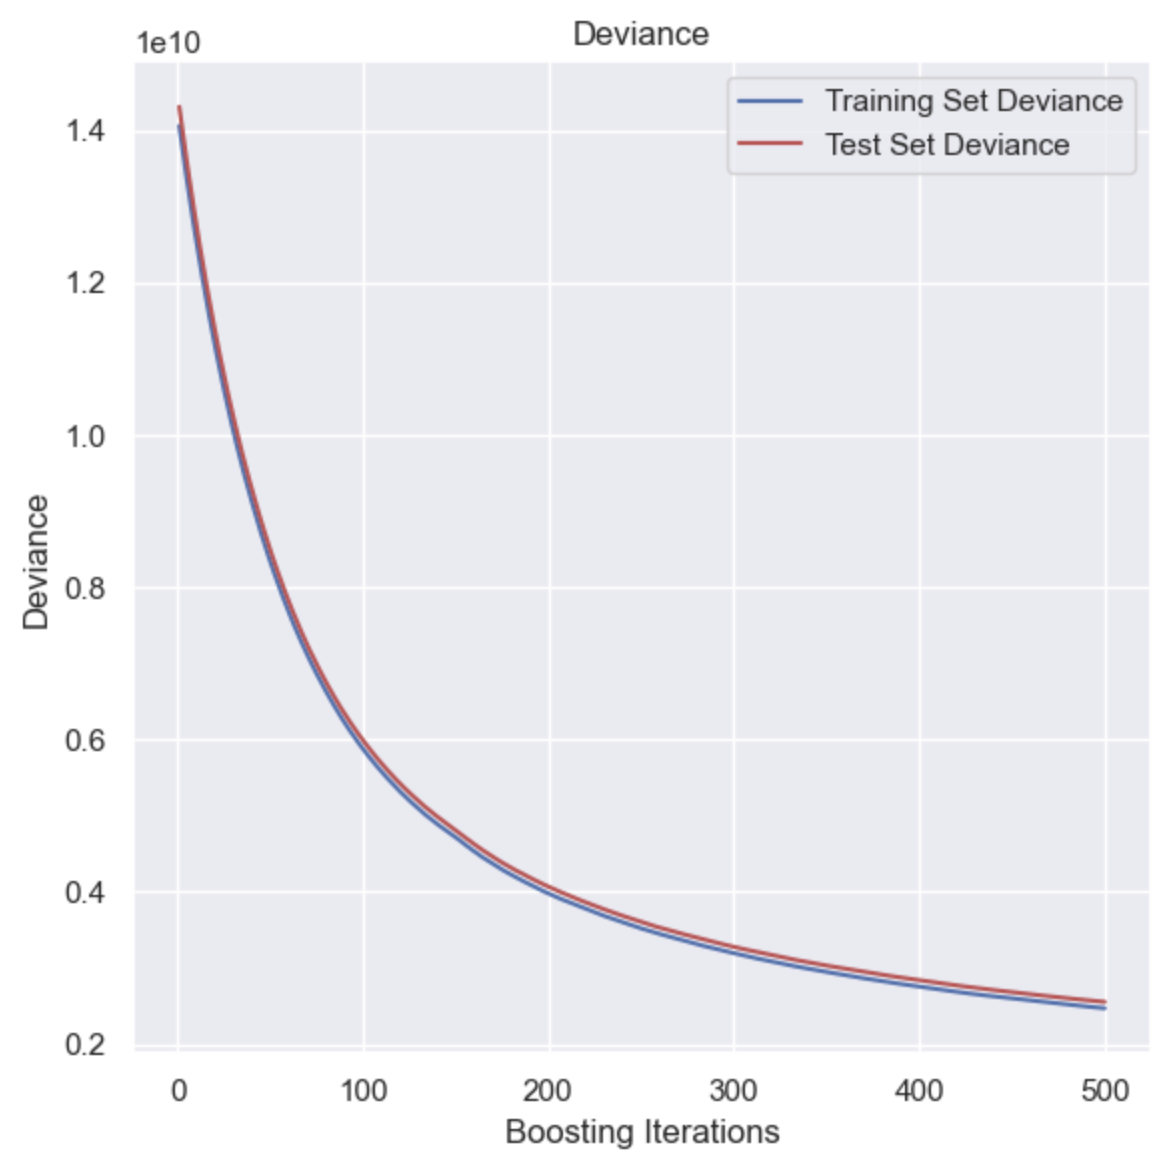 Deviance
1e10
Training Set Deviance
Test Set Deviance
1.4
1.2
1.0
0.8
0.6
0.4
0.2
Deviance
0 100 200 300 400 500
Boosting Iterations